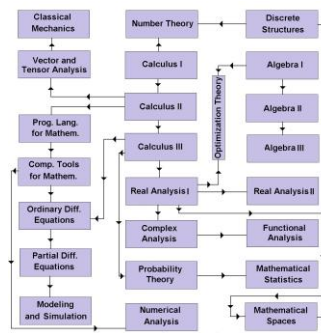 Classical
Mechanics
Number Theory
Discrete
Structures
Vector and
Tensor Analysis
Calculus I
Algebra I
Optimization Theory
Calculus II
Algebra II
Prog. Lang.
for Mathem.
Calculus III
Algebra III
Comp. Tools
for Mathem.
Real Analysis I
Real Analysis II
Ordinary Diff.
Equations
Complex
Analysis
Functional
Analysis
Partial Diff.
Equations
Probability
Theory
Mathematical
Statistics
Modeling
and Simulation
Numerical
Analysis
Mathematical
Spaces